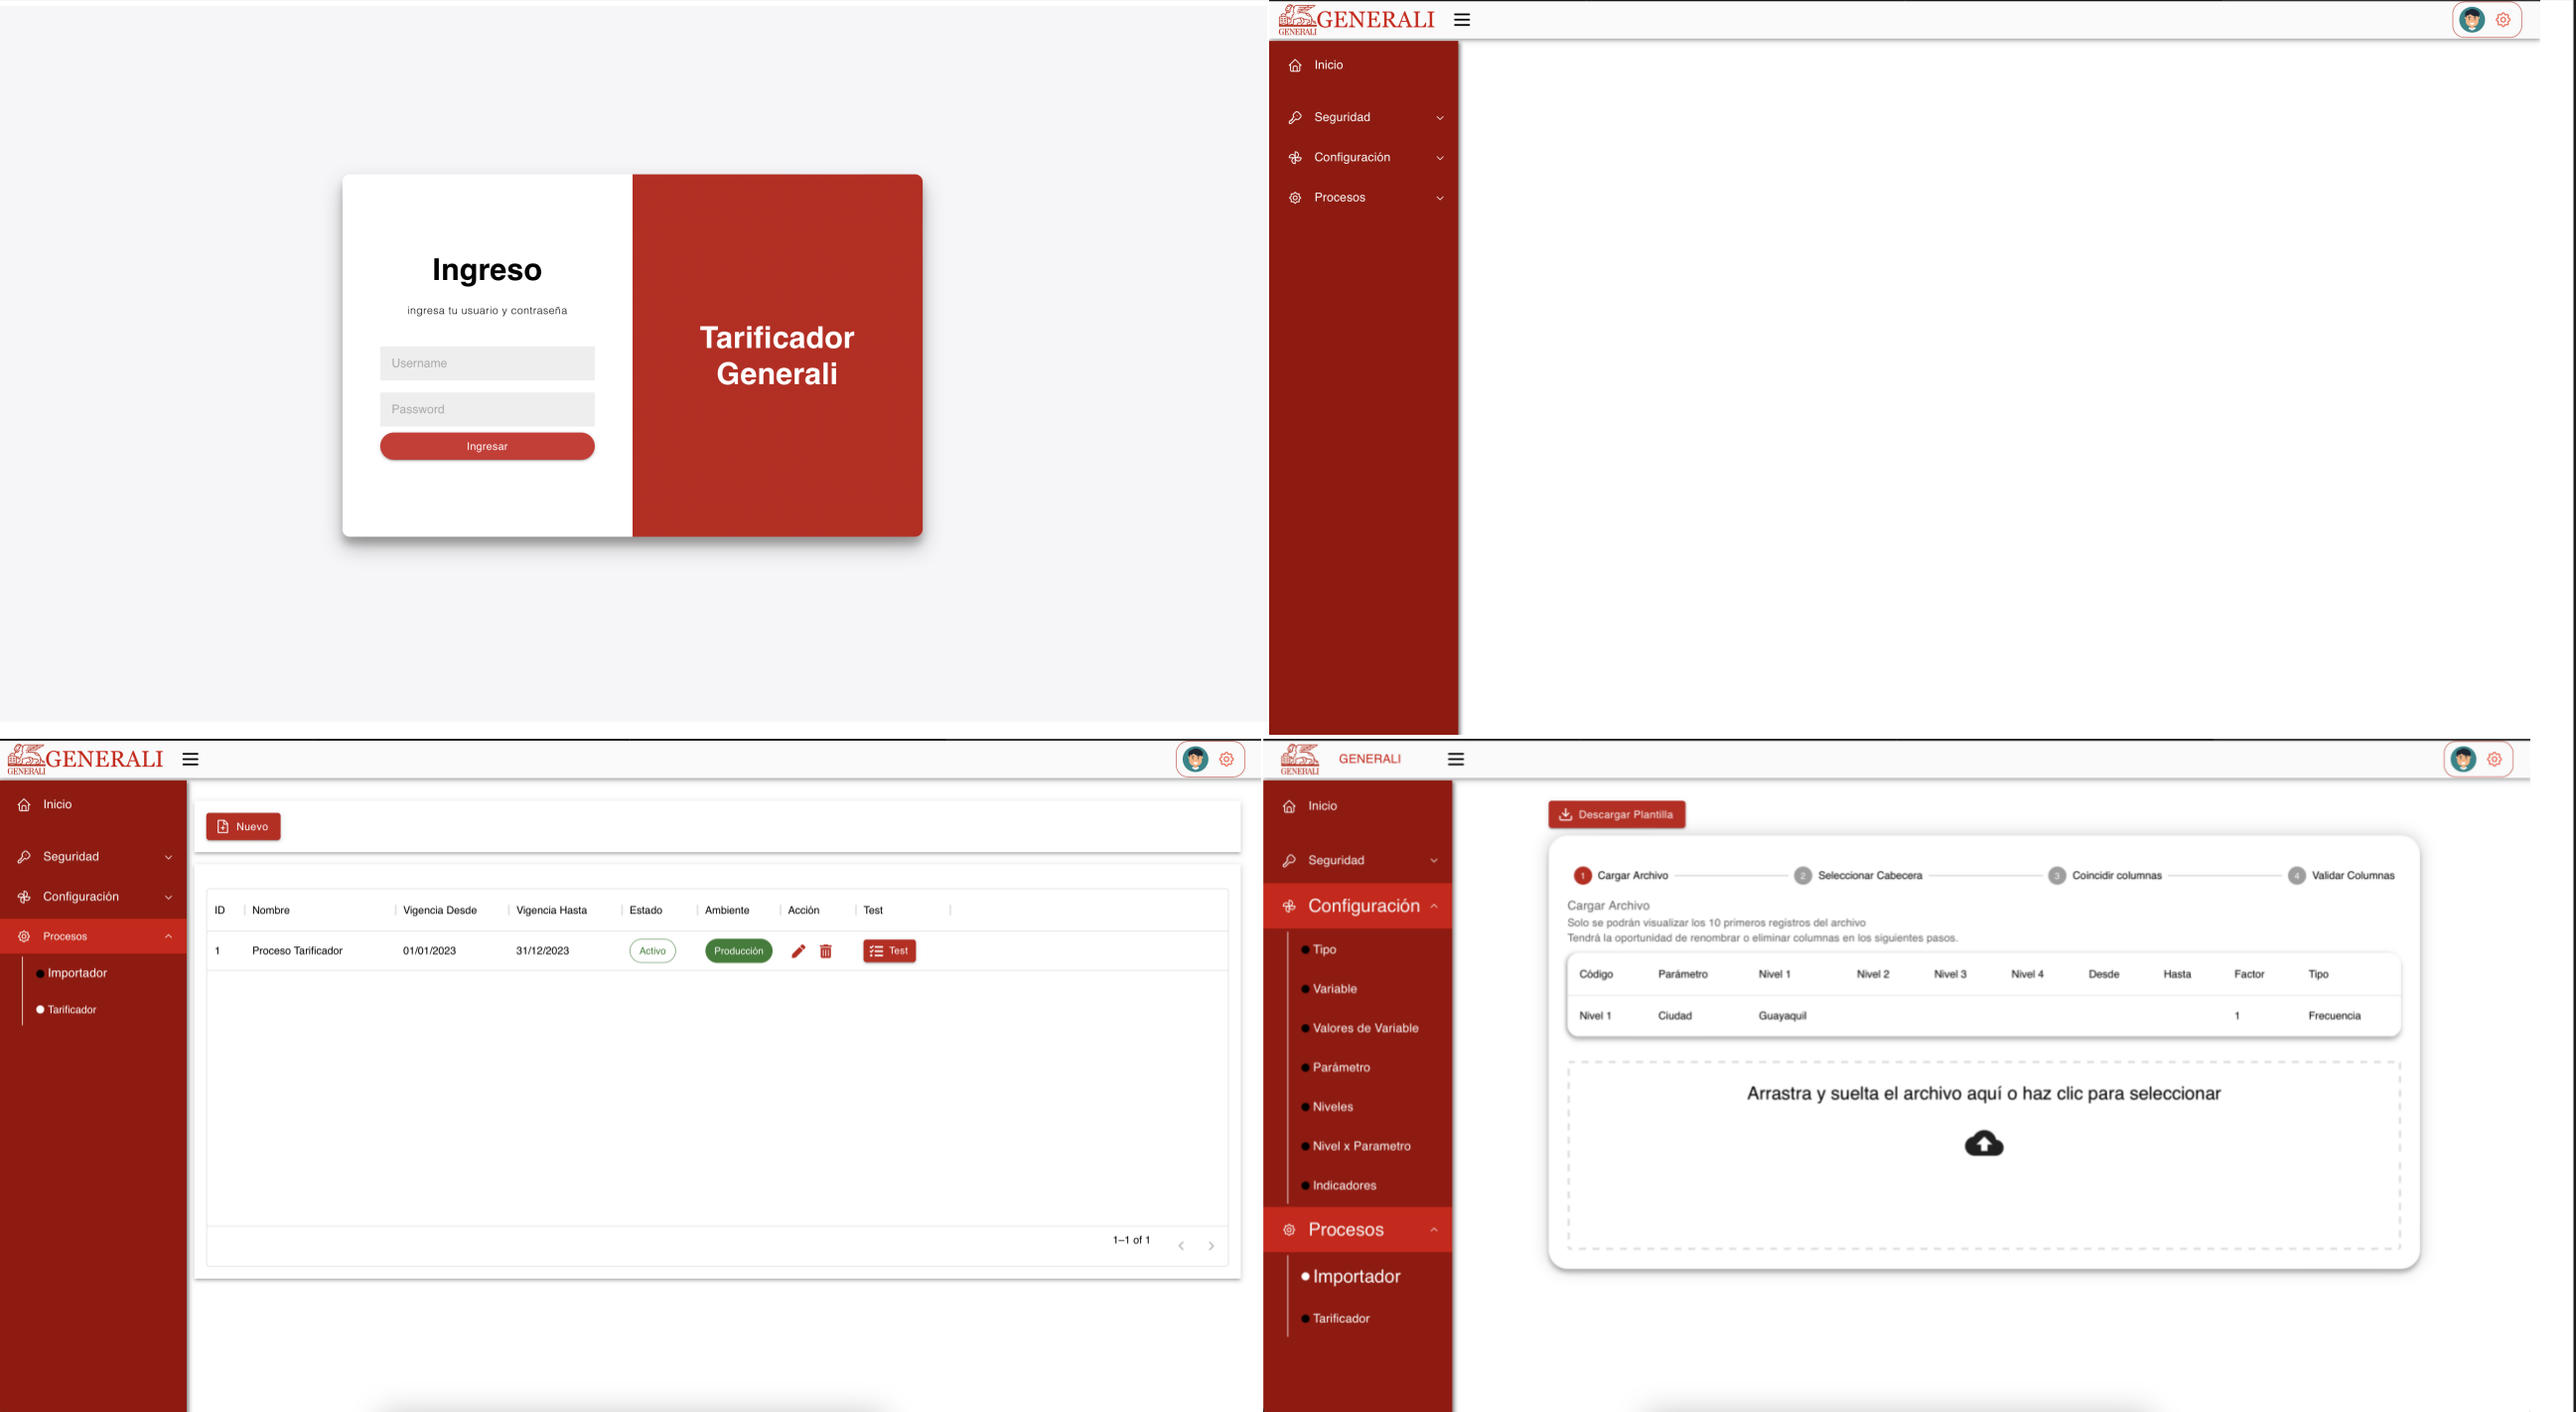 Ingreso
ingresa tu usuario y contraseña
Username
Password
Ingresar
Tarificador
Generali
GENERALI
GENERALI
Inicio
Seguridad
Configuración
Procesos
GENERALI
GENERALI
Inicio
Seguridad
Configuración
Procesos
Importador
Tarificador
Nuevo
ID Nombre Vigencia Desde Vigencia Hasta Estado Ambiente Acción Test
1 Proceso Tarificador 01/01/2023 31/12/2023 Activo Producción Test
1–1 of 1
GENERALI
GENERALI
Inicio
Seguridad
Configuración
Tipo
Variable
Valores de Variable
Parámetro
Niveles
Nivel x Parametro
Indicadores
Procesos
Importador
Tarificador
Descargar Plantilla
1 Cargar Archivo 2 Seleccionar Cabecera 3 Coincidir columnas 4 Validar Columnas
Cargar Archivo
Solo se podrán visualizar los 10 primeros registros del archivo
Tendrá la oportunidad de renombrar o eliminar columnas en los siguientes pasos.
Código Parámetro Nivel 1 Nivel 2 Nivel 3 Nivel 4 Desde Hasta Factor Tipo
Nivel 1 Ciudad Guayaquil 1 Frecuencia
Arrastra y suelta el archivo aquí o haz clic para seleccionar